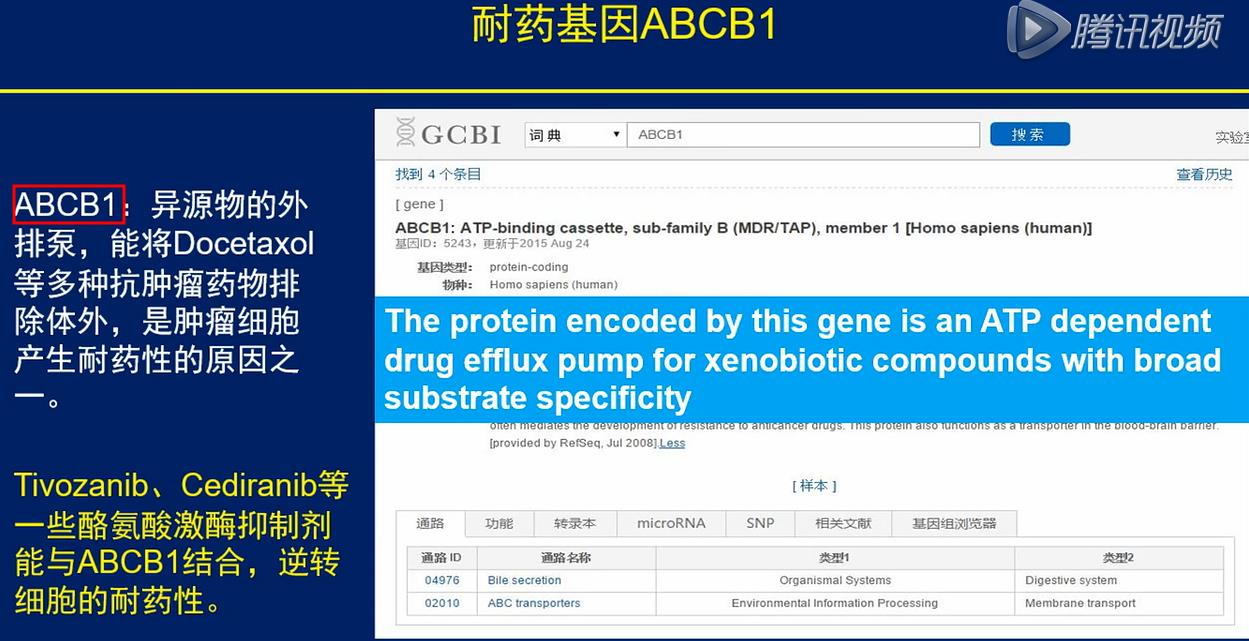 耐药基因ABCB1
腾讯视频
ABCB1：异源物的外
排泵，能将Docetaxol
等多种抗肿瘤药物排
除体外，是肿瘤细胞
产生耐药性的原因之
一。
Tivozanib、Cediranib等
一些酪氨酸激酶抑制剂
能与ABCB1结合，逆转
细胞的耐药性。
GCBI 词典 ABCB1 搜索 实验室
找到 4 个条目 查看历史
[ gene ]
ABCB1: ATP-binding cassette, sub-family B (MDR/TAP), member 1 [Homo sapiens (human)]
基因ID：5243，更新于2015 Aug 24
基因类型： protein-coding
物种： Homo sapiens (human)
The protein encoded by this gene is an ATP dependent
drug efflux pump for xenobiotic compounds with broad
substrate specificity
often mediates the development of resistance to anticancer drugs. This protein also functions as a transporter in the blood-brain barrier.
[provided by RefSeq, Jul 2008].Less
[ 样本 ]
通路 功能 转录本 microRNA SNP 相关文献 基因组浏览器
通路 ID 通路名称 类型1 类型2
04976 Bile secretion Organismal Systems Digestive system
02010 ABC transporters Environmental Information Processing Membrane transport